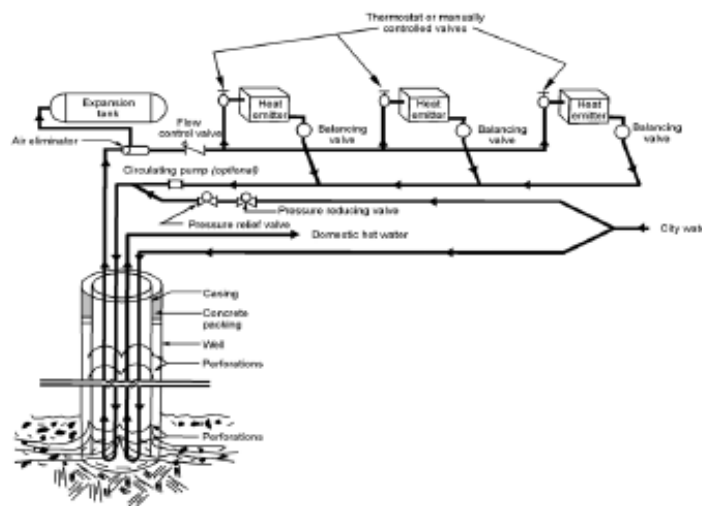 Thermostat or manually
controlled valves
Expansion
tank
Flow
control valve
Heat
emitter
Heat
emitter
Heat
emitter
Balancing
valve
Balancing
valve
Balancing
valve
Air eliminator
Circulating pump (optional)
Pressure reducing valve
Pressure relief valve
Domestic hot water
City wat
Casing
Concrete
packing
Well
Perforations
Perforations